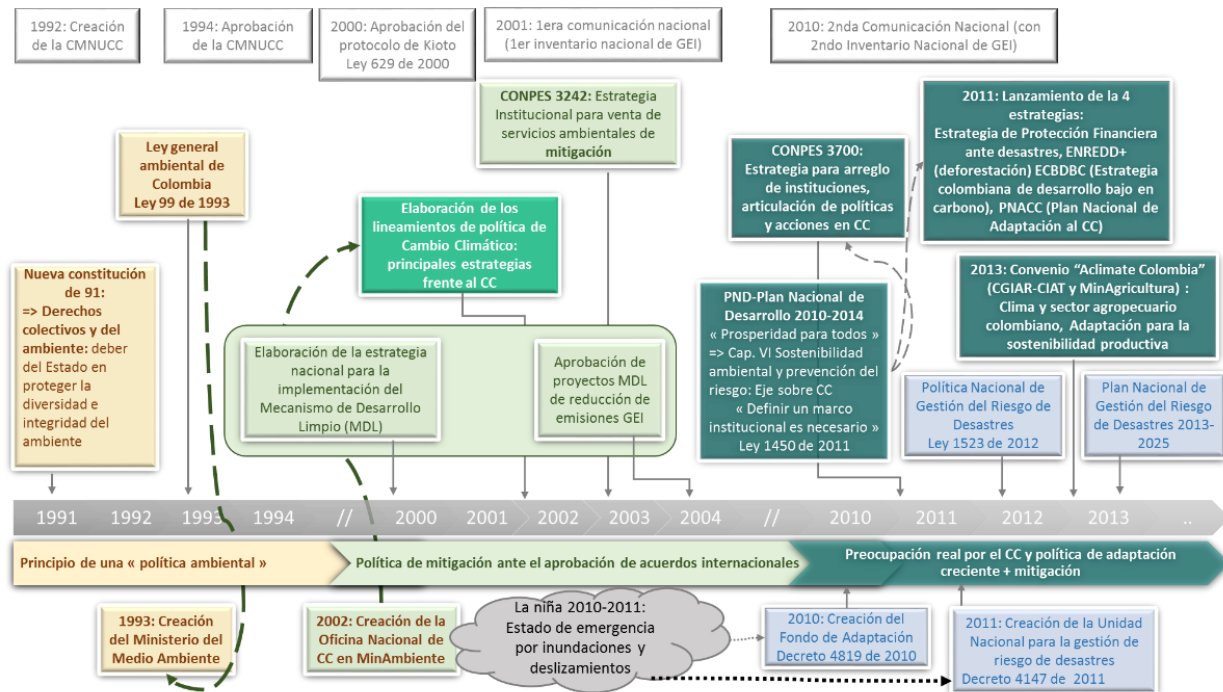 1992: Creación
de la CMNUCC
1994: Aprobación
de la CMNUCC
2000: Aprobación del
protocolo de Kioto
Ley 629 de 2000
2001: 1era comunicación nacional
(1er inventario nacional de GEI)
2010: 2nda Comunicación Nacional (con
2ndo Inventario Nacional de GEI)
CONPES 3242: Estrategia
Institucional para venta de
servicios ambientales de
mitigación
2011: Lanzamiento de la 4
estrategias:
Estrategia de Protección Financiera
ante desastres, ENREDD+
(deforestación) ECBDBC (Estrategia
colombiana de desarrollo bajo en
carbono), PNACC (Plan Nacional de
Adaptación al CC)
Ley general
ambiental de
Colombia
Ley 99 de 1993
CONPES 3700:
Estrategia para arreglo
de instituciones,
articulación de políticas
y acciones en CC
Elaboración de los
lineamientos de política de
Cambio Climático:
principales estrategias
frente al CC
Nueva constitución
de 91:
=> Derechos
colectivos y del
ambiente: deber
del Estado en
proteger la
diversidad e
integridad del
ambiente
2013: Convenio “Aclimate Colombia”
(CGIAR-CIAT y MinAgricultura) :
Clima y sector agropecuario
colombiano, Adaptación para la
sostenibilidad productiva
PND-Plan Nacional de
Desarrollo 2010-2014
« Prosperidad para todos »
=> Cap. VI Sostenibilidad
ambiental y prevención del
riesgo: Eje sobre CC
« Definir un marco
institucional es necesario »
Ley 1450 de 2011
Elaboración de la estrategia
nacional para la
implementación del
Mecanismo de Desarrollo
Limpio (MDL)
Aprobación de
proyectos MDL
de reducción de
emisiones GEI
Política Nacional de
Gestión del Riesgo de
Desastres
Ley 1523 de 2012
Plan Nacional de
Gestión del Riesgo
de Desastres 2013-
2025
1991 1992 1993 1994 // 2000 2001 2002 2003 2004 // 2010 2011 2012 2013 ..
Principio de una « política ambiental »
Política de mitigación ante el aprobación de acuerdos internacionales
Preocupación real por el CC y política de adaptación
creciente + mitigación
1993: Creación
del Ministerio del
Medio Ambiente
2002: Creación de la
Oficina Nacional de
CC en MinAmbiente
La niña 2010-2011:
Estado de emergencia
por inundaciones y
deslizamientos
2010: Creación del
Fondo de Adaptación
Decreto 4819 de 2010
2011: Creación de la Unidad
Nacional para la gestión de
riesgo de desastres
Decreto 4147 de 2011